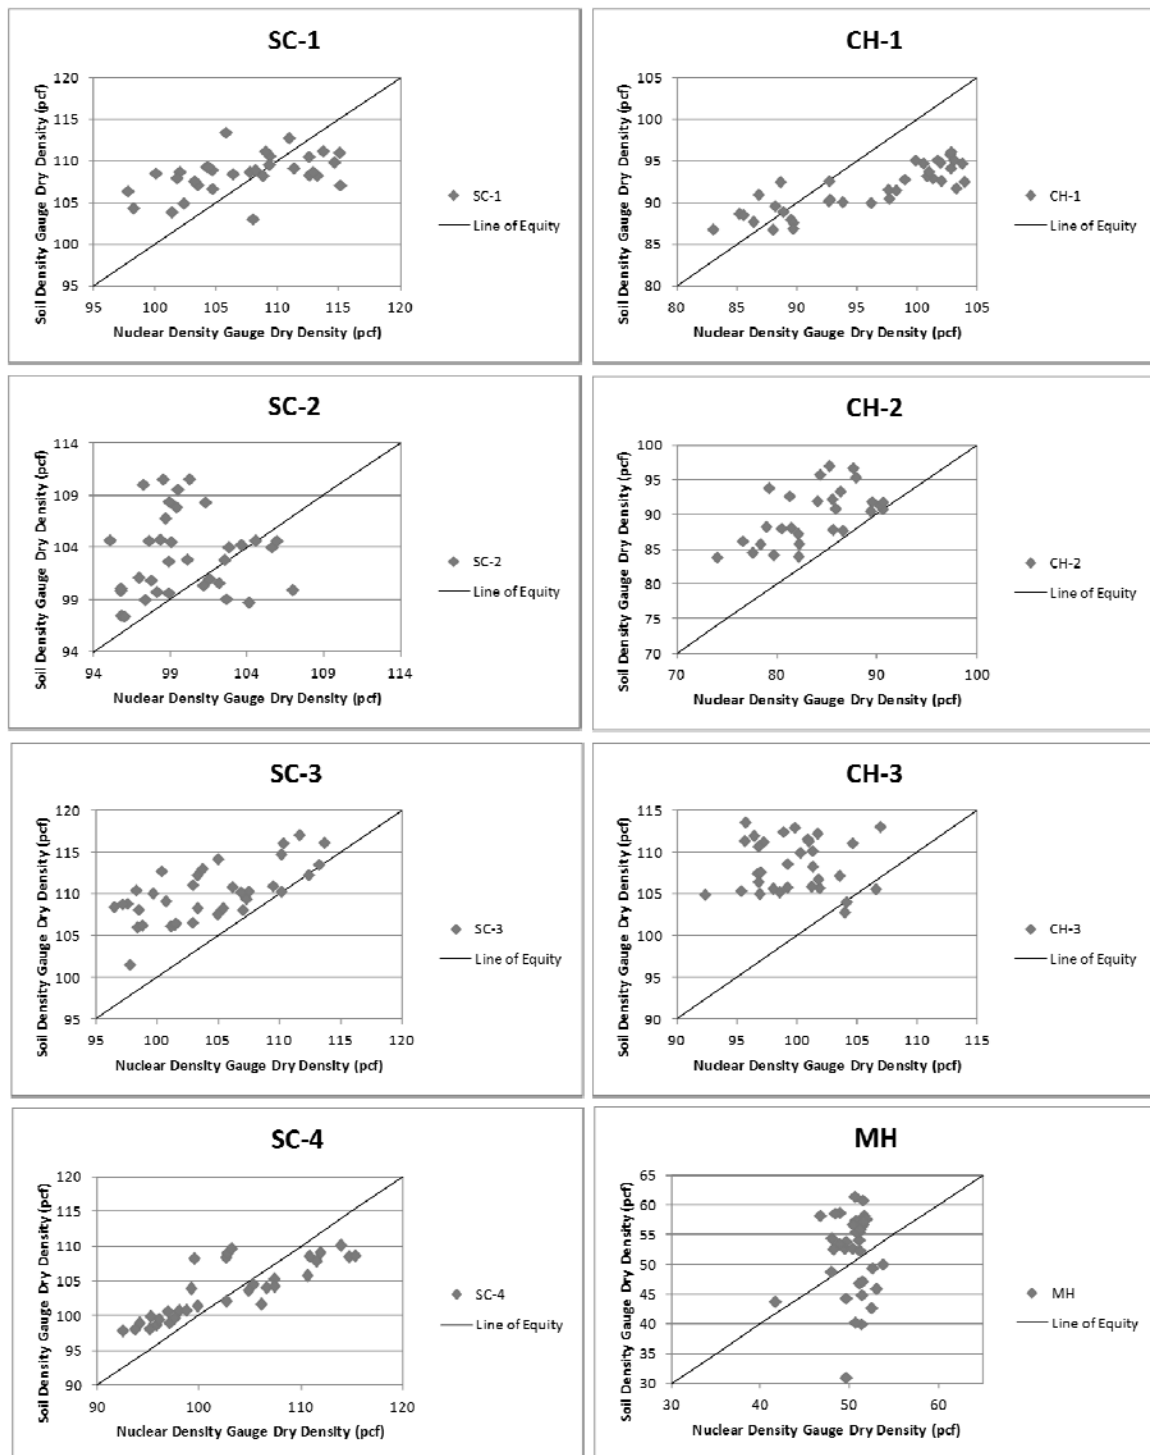 SC-1
Soil Density Gauge Dry Density (pcf)
120
115
110
105
100
95
95 100 105 110 115 120
Nuclear Density Gauge Dry Density (pcf)
SC-1
Line of Equity
CH-1
Soil Density Gauge Dry Density (pcf)
105
100
95
90
85
80
80 85 90 95 100 105
Nuclear Density Gauge Dry Density (pcf)
CH-1
Line of Equity
SC-2
Soil Density Gauge Dry Density (pcf)
114
109
104
99
94
94 99 104 109 114
Nuclear Density Gauge Dry Density (pcf)
SC-2
Line of Equity
CH-2
Soil Density Gauge Dry Density (pcf)
100
95
90
85
80
75
70
70 80 90 100
Nuclear Density Gauge Dry Density (pcf)
CH-2
Line of Equity
SC-3
Soil Density Gauge Dry Density (pcf)
120
115
110
105
100
95
95 100 105 110 115 120
Nuclear Density Gauge Dry Density (pcf)
SC-3
Line of Equity
CH-3
Soil Density Gauge Dry Density (pcf)
115
110
105
100
95
90
90 95 100 105 110 115
Nuclear Density Gauge Dry Density (pcf)
CH-3
Line of Equity
SC-4
Soil Density Gauge Dry Density (pcf)
120
115
110
105
100
95
90
90 100 110 120
Nuclear Density Gauge Dry Density (pcf)
SC-4
Line of Equity
MH
Soil Density Gauge Dry Density (pcf)
65
60
55
50
45
40
35
30
30 40 50 60
Nuclear Density Gauge Dry Density (pcf)
MH
Line of Equity